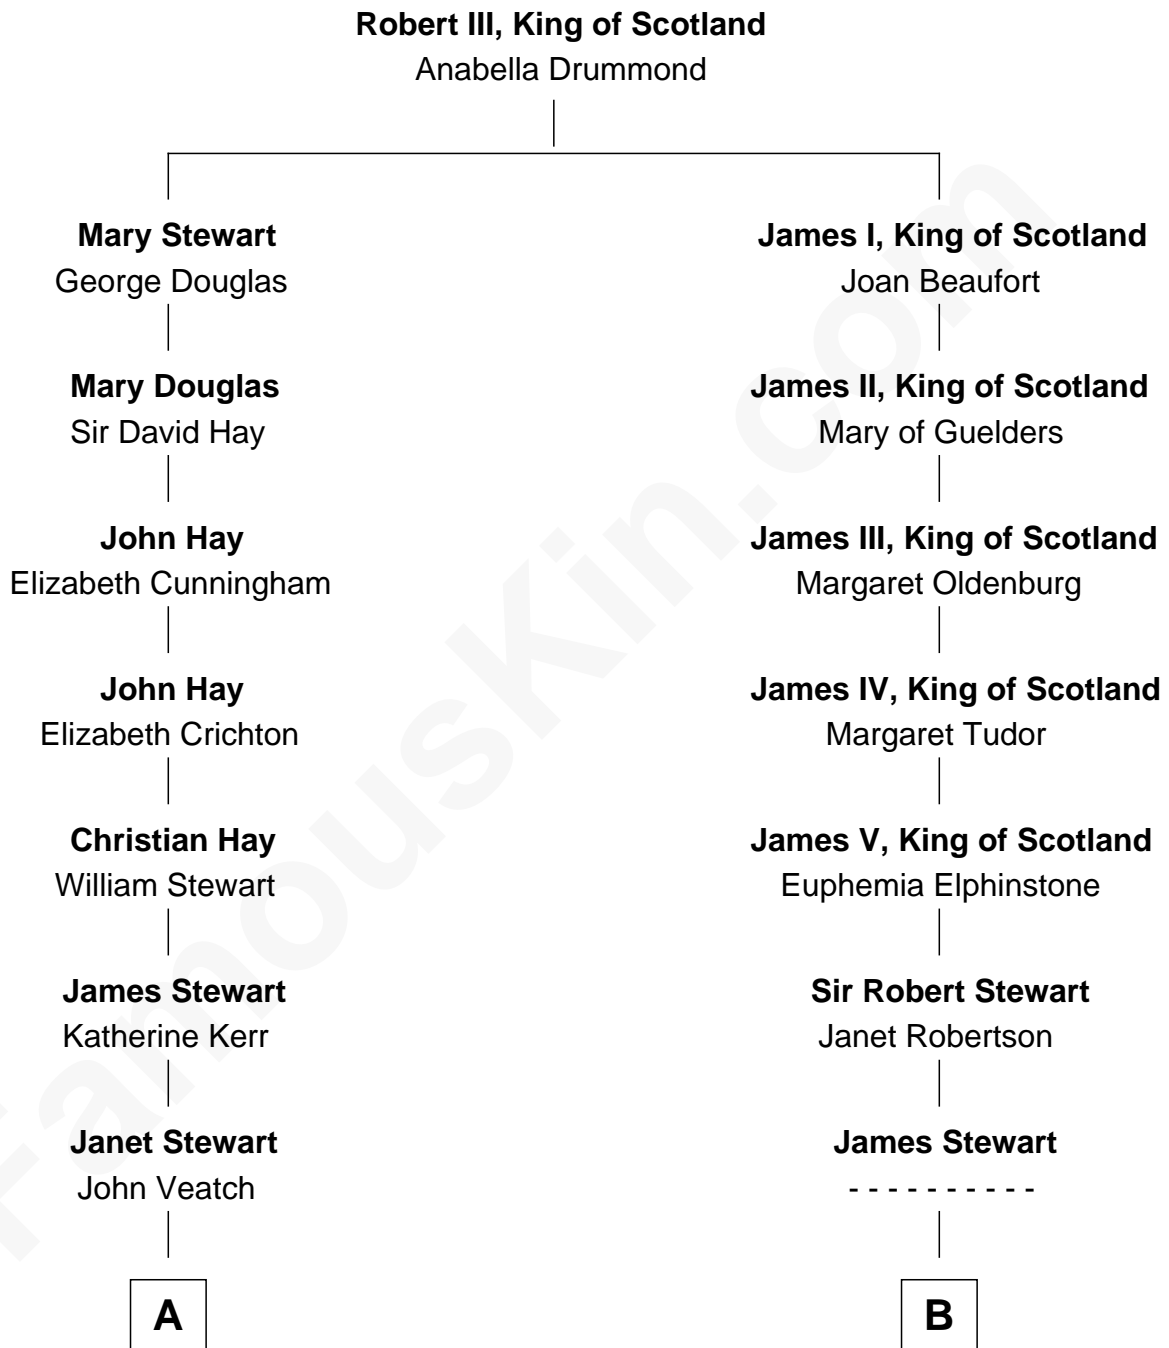 Robert III, King of Scotland
Anabella Drummond
Mary Stewart
George Douglas
James I, King of Scotland
Joan Beaufort
Mary Douglas
Sir David Hay
James II, King of Scotland
Mary of Guelders
John Hay
Elizabeth Cunningham
James III, King of Scotland
Margaret Oldenburg
John Hay
Elizabeth Crichton
James IV, King of Scotland
Margaret Tudor
Christian Hay
William Stewart
James V, King of Scotland
Euphemia Elphinstone
James Stewart
Katherine Kerr
Sir Robert Stewart
Janet Robertson
Janet Stewart
John Veatch
James Stewart
- - - - - - - - - -
A
B
FamousKin.com